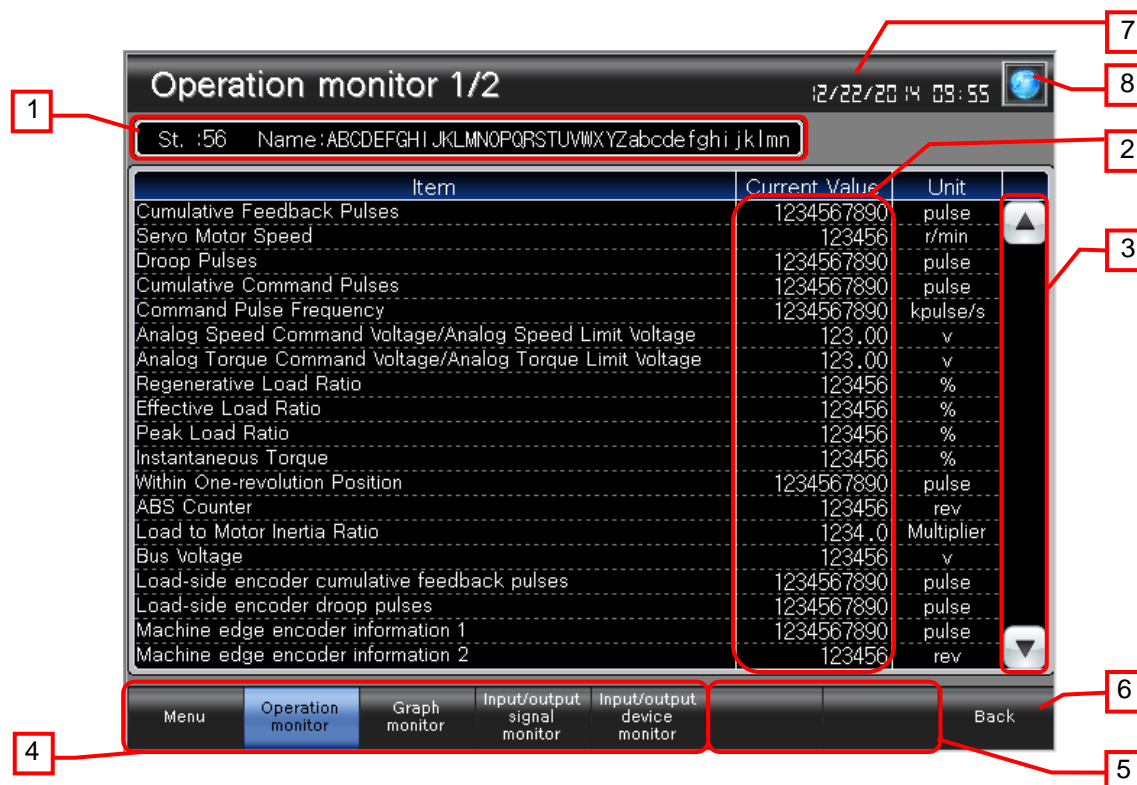 7
Operation monitor 1/2
12/22/2014 09:55
8
1
St. :56 Name:ABCDEFGHIJKLMNOPQRSTUVWXYZabcdefghijklmn
2
Item Current Value Unit
Cumulative Feedback Pulses 1234567890 pulse
Servo Motor Speed 123456 r/min
3
Droop Pulses 1234567890 pulse
Cumulative Command Pulses 1234567890 pulse
Command Pulse Frequency 1234567890 kpulse/s
Analog Speed Command Voltage/Analog Speed Limit Voltage 123.00 v
Analog Torque Command Voltage/Analog Torque Limit Voltage 123.00 v
Regenerative Load Ratio 123456 %
Effective Load Ratio 123456 %
Peak Load Ratio 123456 %
Instantaneous Torque 123456 %
Within One-revolution Position 1234567890 pulse
ABS Counter 123456 rev
Load to Motor Inertia Ratio 1234.0 Multiplier
Bus Voltage 123456 v
Load-side encoder cumulative feedback pulses 1234567890 pulse
Load-side encoder droop pulses 1234567890 pulse
Machine edge encoder information 1 1234567890 pulse
Machine edge encoder information 2 123456 rev
6
Menu
Operation
monitor
Graph
monitor
Input/output
signal
monitor
Input/output
device
monitor
Back
4
5